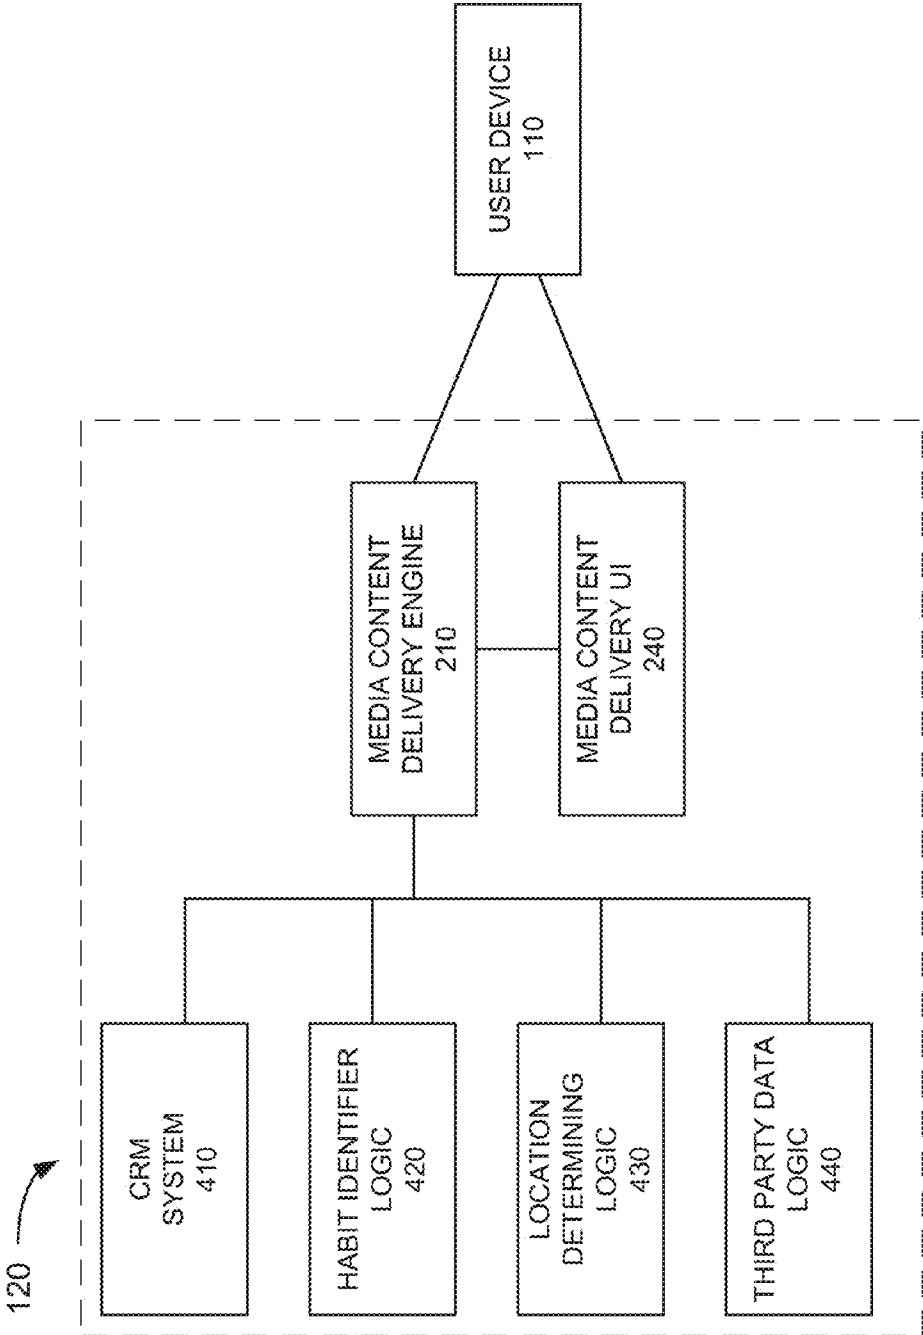 120
CRM
SYSTEM
410
HABIT IDENTIFIER
LOGIC
420
LOCATION
DETERMINING
LOGIC
430
THIRD PARTY DATA
LOGIC
440
MEDIA CONTENT
DELIVERY ENGINE
210
MEDIA CONTENT
DELIVERY UI
240
USER DEVICE
110